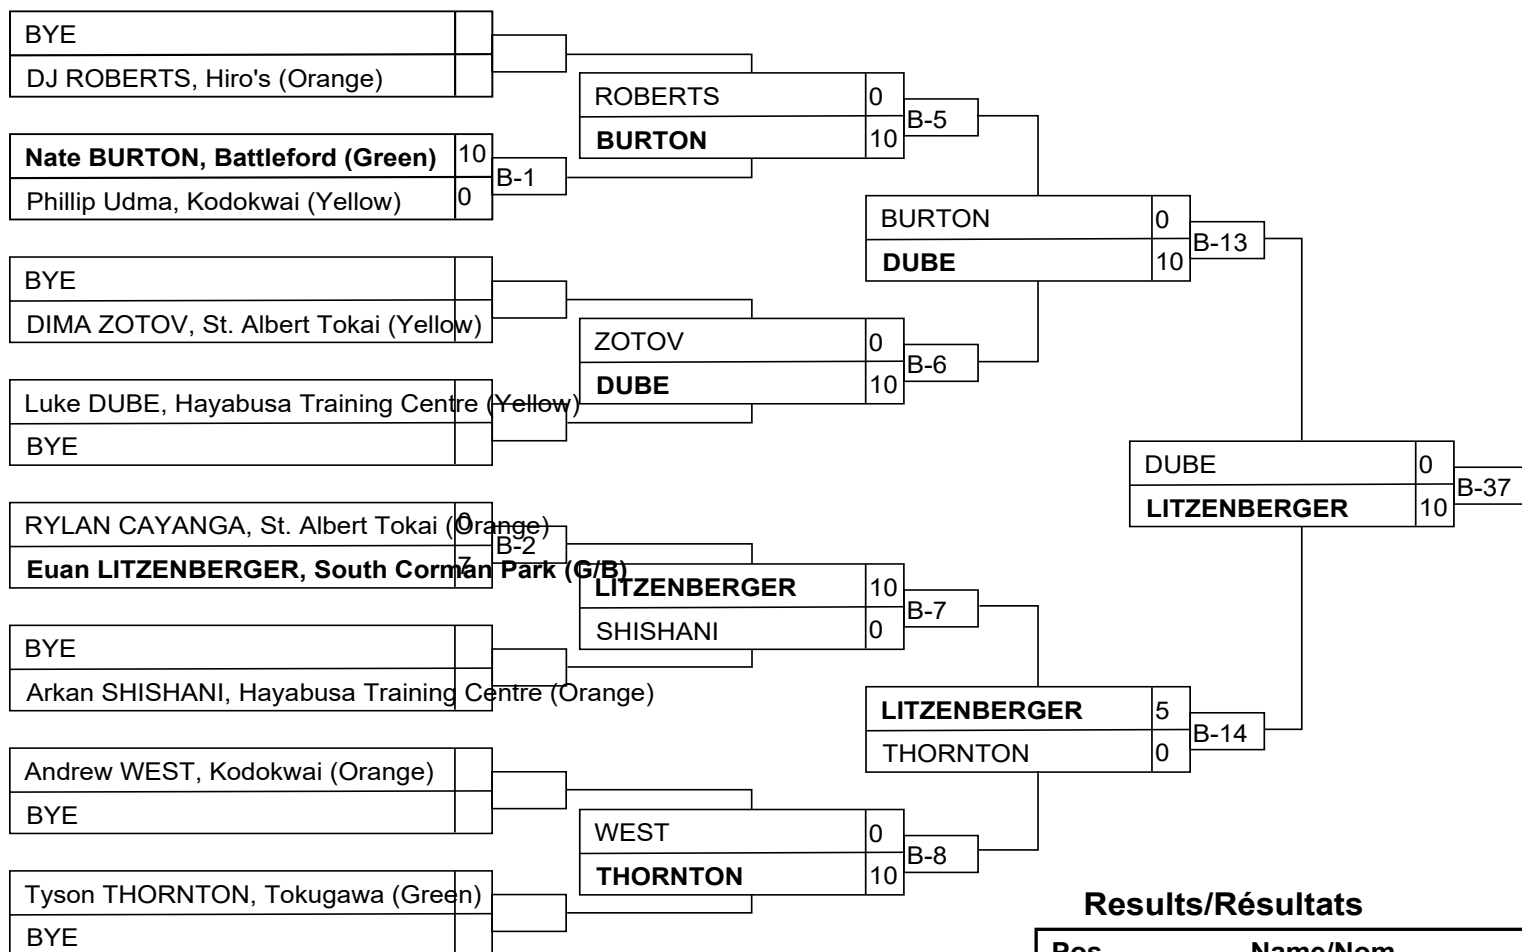 BYE
DJ ROBERTS, Hiro's (Orange)
Nate BURTON, Battleford (Green) 10
Phillip Udma, Kodokwai (Yellow) 0
B-1
BYE
DIMA ZOTOV, St. Albert Tokai (Yellow)
Luke DUBE, Hayabusa Training Centre (Yellow)
BYE
RYLAN CAYANGA, St. Albert Tokai (Orange) 0
Euan LITZENBERGER, South Corman Park (G/B) 7
B-2
BYE
Arkan SHISHANI, Hayabusa Training Centre (Orange)
Andrew WEST, Kodokwai (Orange)
BYE
Tyson THORNTON, Tokugawa (Green)
BYE
ROBERTS 0
BURTON 10
B-5
ZOTOV 0
DUBE 10
B-6
LITZENBERGER 10
SHISHANI 0
B-7
WEST 0
THORNTON 10
B-8
BURTON 0
DUBE 10
B-13
LITZENBERGER 5
THORNTON 0
B-14
DUBE 0
LITZENBERGER 10
B-37
Results/Résultats
Pos. Name/Nom